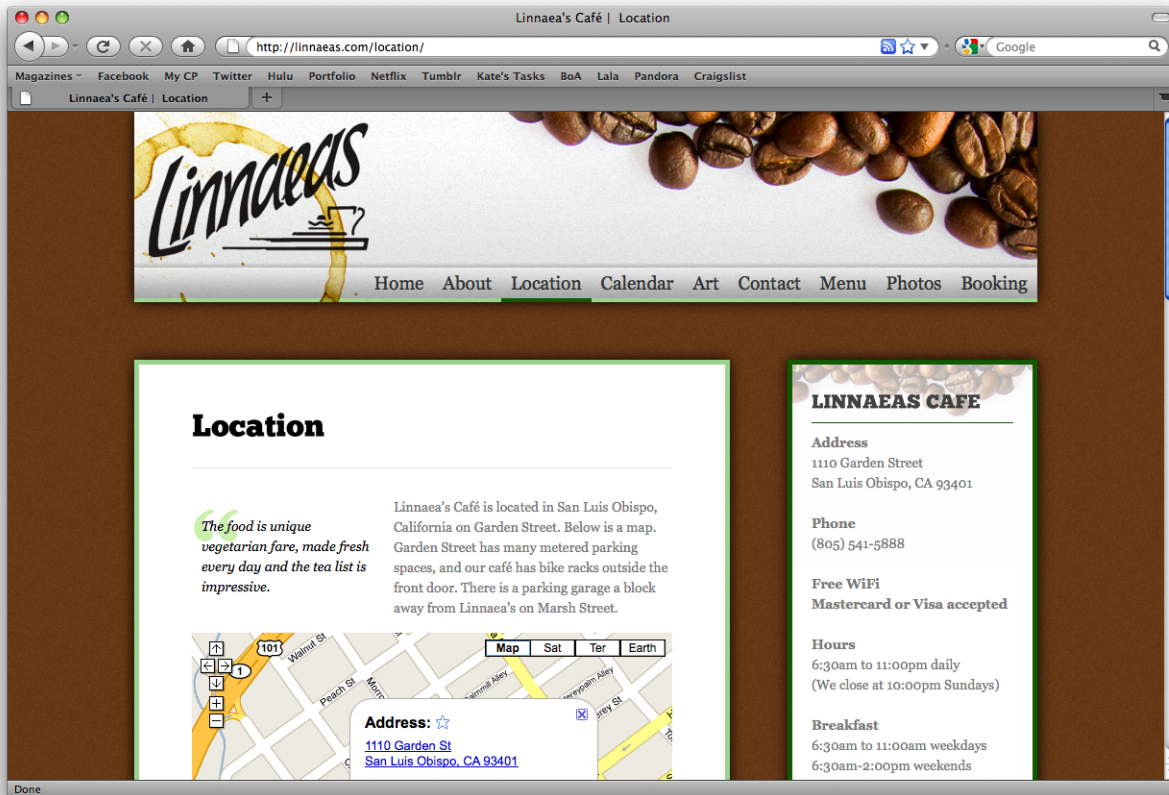 Linnaea's Café | Location
http://linnaeas.com/location/
Google
Magazines Facebook My CP Twitter Hulu Portfolio Netflix Tumblr Kate's Tasks BoA Lala Pandora Craigslist
Linnaea's Café | Location
Linnaeas
Home About Location Calendar Art Contact Menu Photos Booking
Location
“
The food is unique
vegetarian fare, made fresh
every day and the tea list is
impressive.
Linnaea's Café is located in San Luis Obispo,
California on Garden Street. Below is a map.
Garden Street has many metered parking
spaces, and our café has bike racks outside the
front door. There is a parking garage a block
away from Linnaea's on Marsh Street.
101
1
Walnut St
Peach St
Map Sat Ter Earth
Address:
1110 Garden St
San Luis Obispo, CA 93401
LINNAEAS CAFE
Address
1110 Garden Street
San Luis Obispo, CA 93401
Phone
(805) 541-5888
Free WiFi
Mastercard or Visa accepted
Hours
6:30am to 11:00pm daily
(We close at 10:00pm Sundays)
Breakfast
6:30am to 11:00am weekdays
6:30am-2:00pm weekends
Done